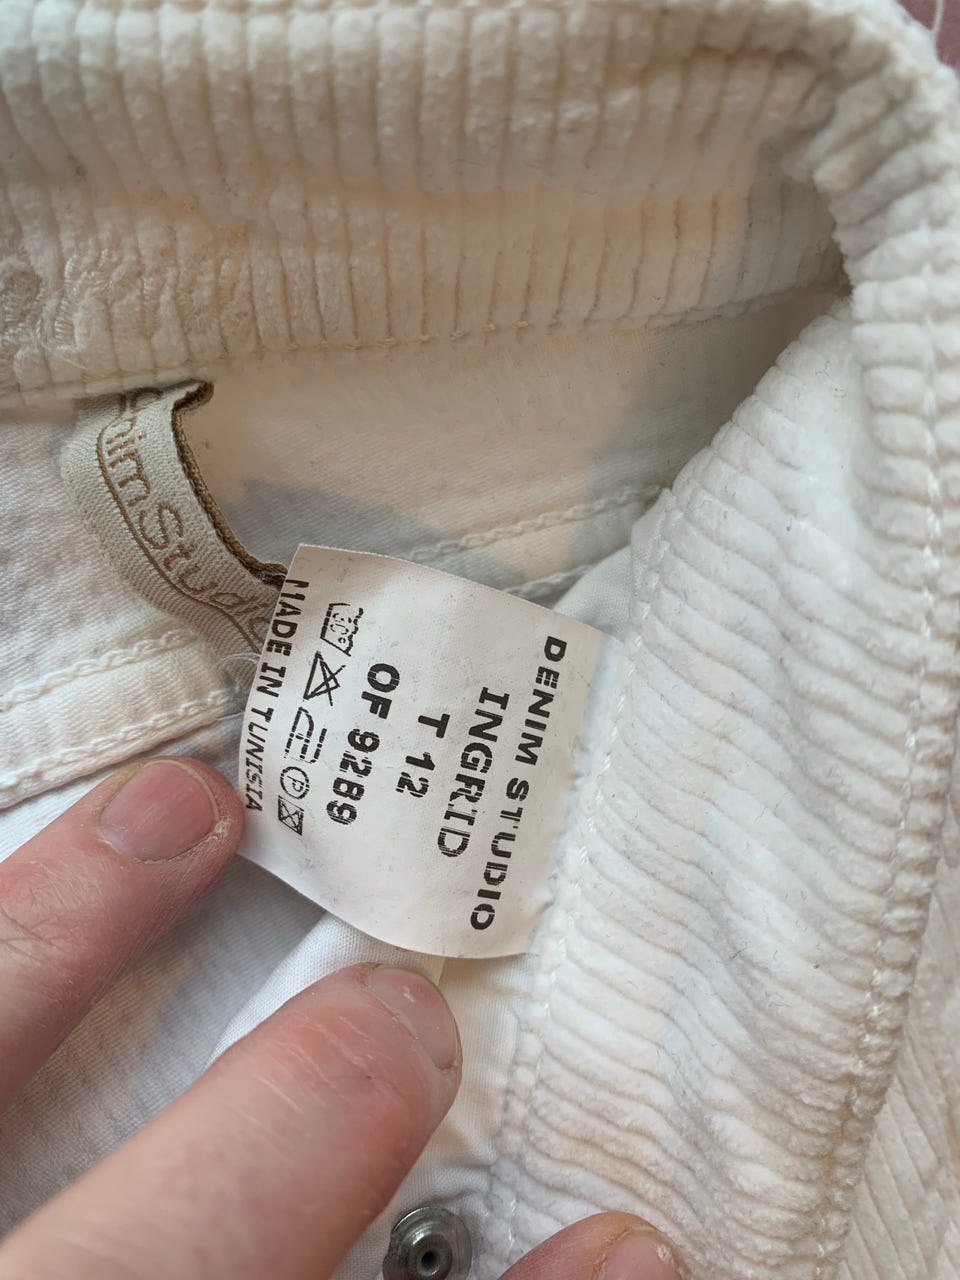 DENIM STUDIO
INGRID
T 12
OF 9289
MADE IN TUNISIA